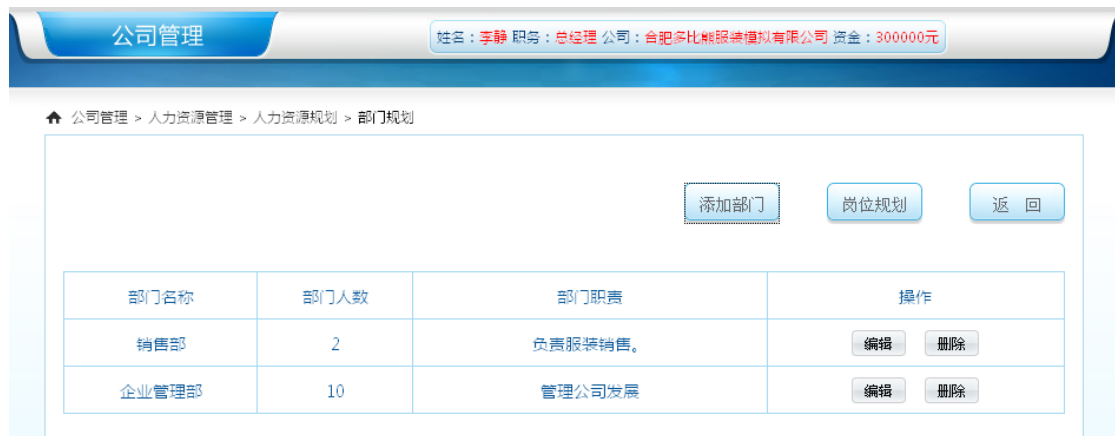 公司管理
姓名：李静 职务：总经理 公司：合肥多比熊服装模拟有限公司 资金：300000元
公司管理 > 人力资源管理 > 人力资源规划 > 部门规划
添加部门 岗位规划 返 回
部门名称 部门人数 部门职责 操作
销售部 2 负责服装销售。 编辑 删除
企业管理部 10 管理公司发展 编辑 删除